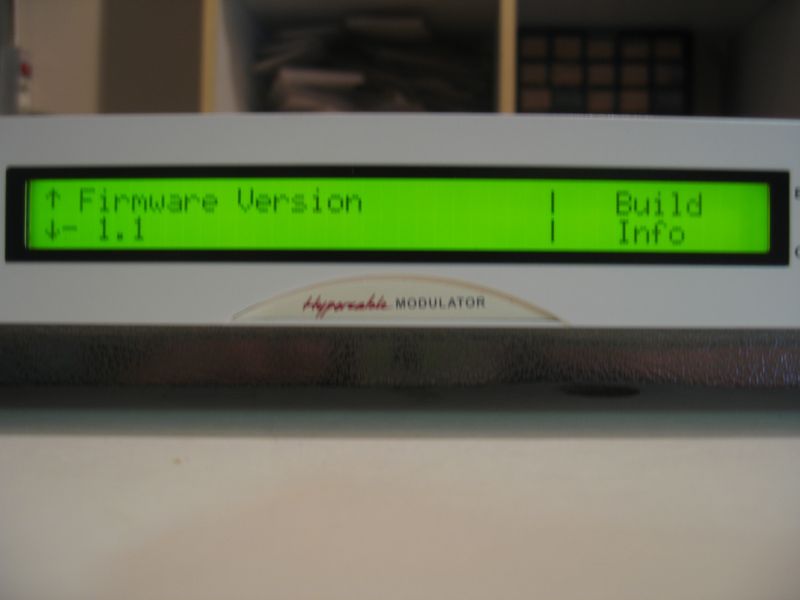 ↑ Firmware Version | Build
↓- 1.1 | Info
Hypercable MODULATOR